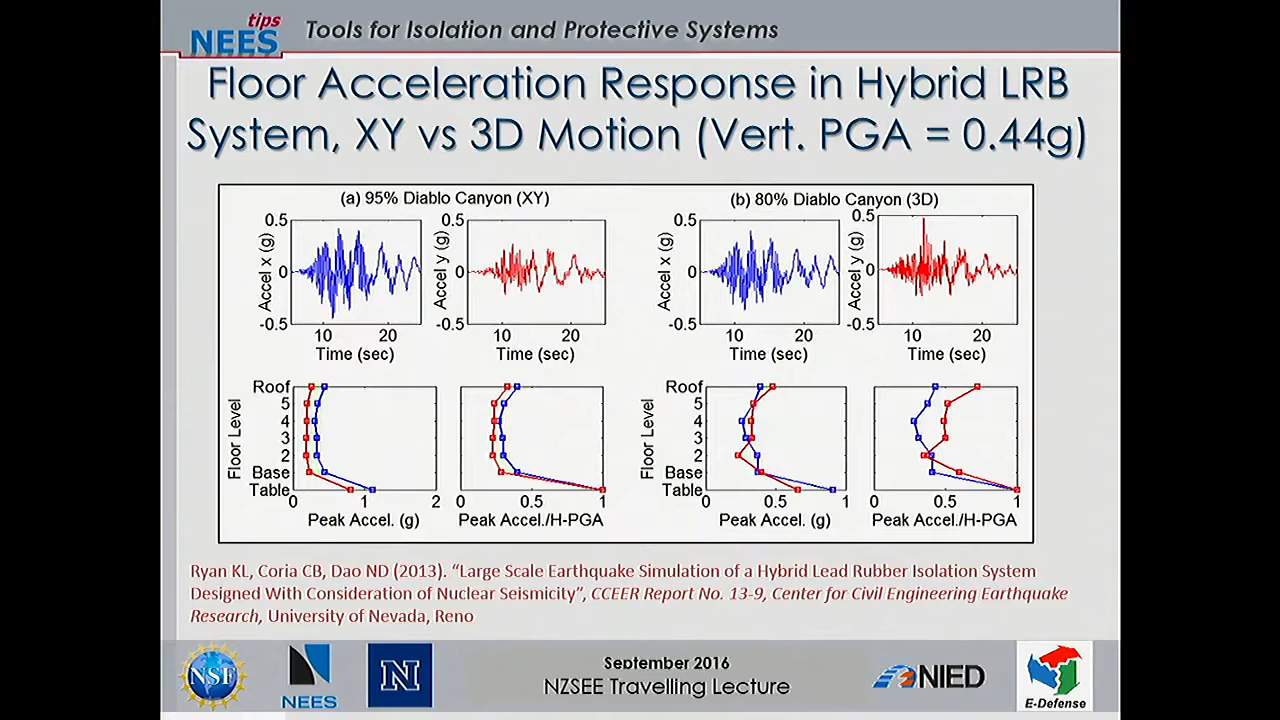 tips
NEES
Tools for Isolation and Protective Systems
Floor Acceleration Response in Hybrid LRB
System, XY vs 3D Motion (Vert. PGA = 0.44g)
(a) 95% Diablo Canyon (XY)
(b) 80% Diablo Canyon (3D)
0.5
0
-0.5
Accel x (g)
10 20
Time (sec)
0.5
0
-0.5
Accel y (g)
10 20
Time (sec)
0.5
0
-0.5
Accel x (g)
10 20
Time (sec)
0.5
0
-0.5
Accel y (g)
10 20
Time (sec)
Floor Level
Roof
5
4
3
2
Base
Table
0 1 2
Peak Accel. (g)
0 0.5 1
Peak Accel./H-PGA
Floor Level
Roof
5
4
3
2
Base
Table
0 0.5 1
Peak Accel. (g)
0 0.5 1
Peak Accel./H-PGA
Ryan KL, Coria CB, Dao ND (2013). “Large Scale Earthquake Simulation of a Hybrid Lead Rubber Isolation System
Designed With Consideration of Nuclear Seismicity”, CCEER Report No. 13-9, Center for Civil Engineering Earthquake
Research, University of Nevada, Reno
NSF
NEES
N
September 2016
NZSEE Travelling Lecture
NIED
E-Defense